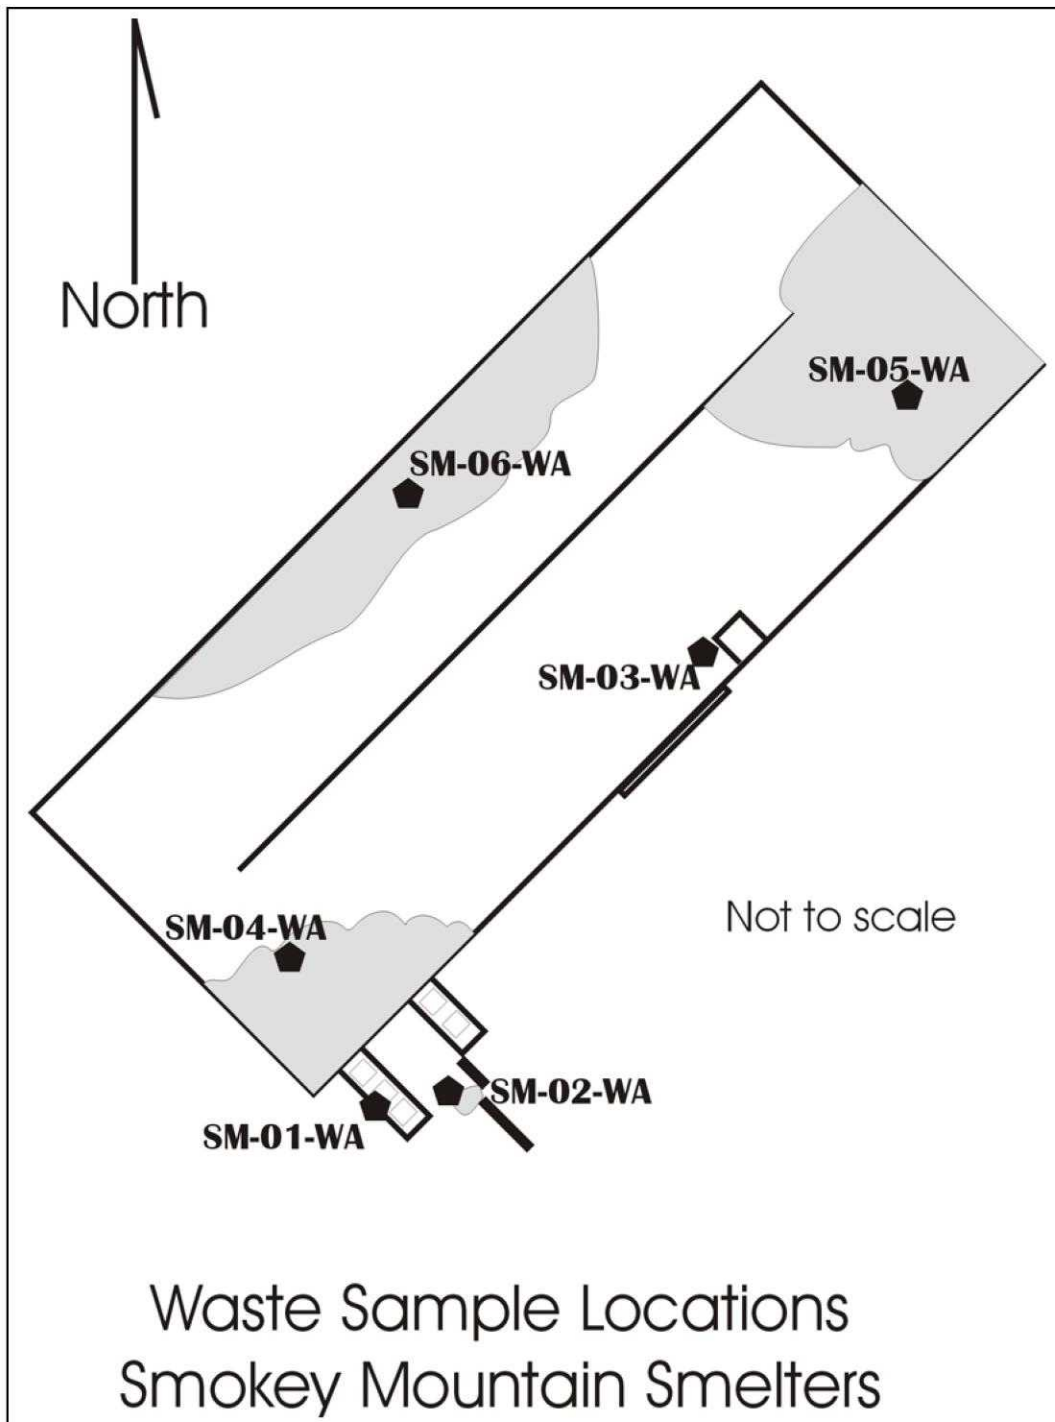 North
SM-05-WA
SM-06-WA
SM-03-WA
Not to scale
SM-04-WA
SM-02-WA
SM-01-WA
Waste Sample Locations
Smokey Mountain Smelters